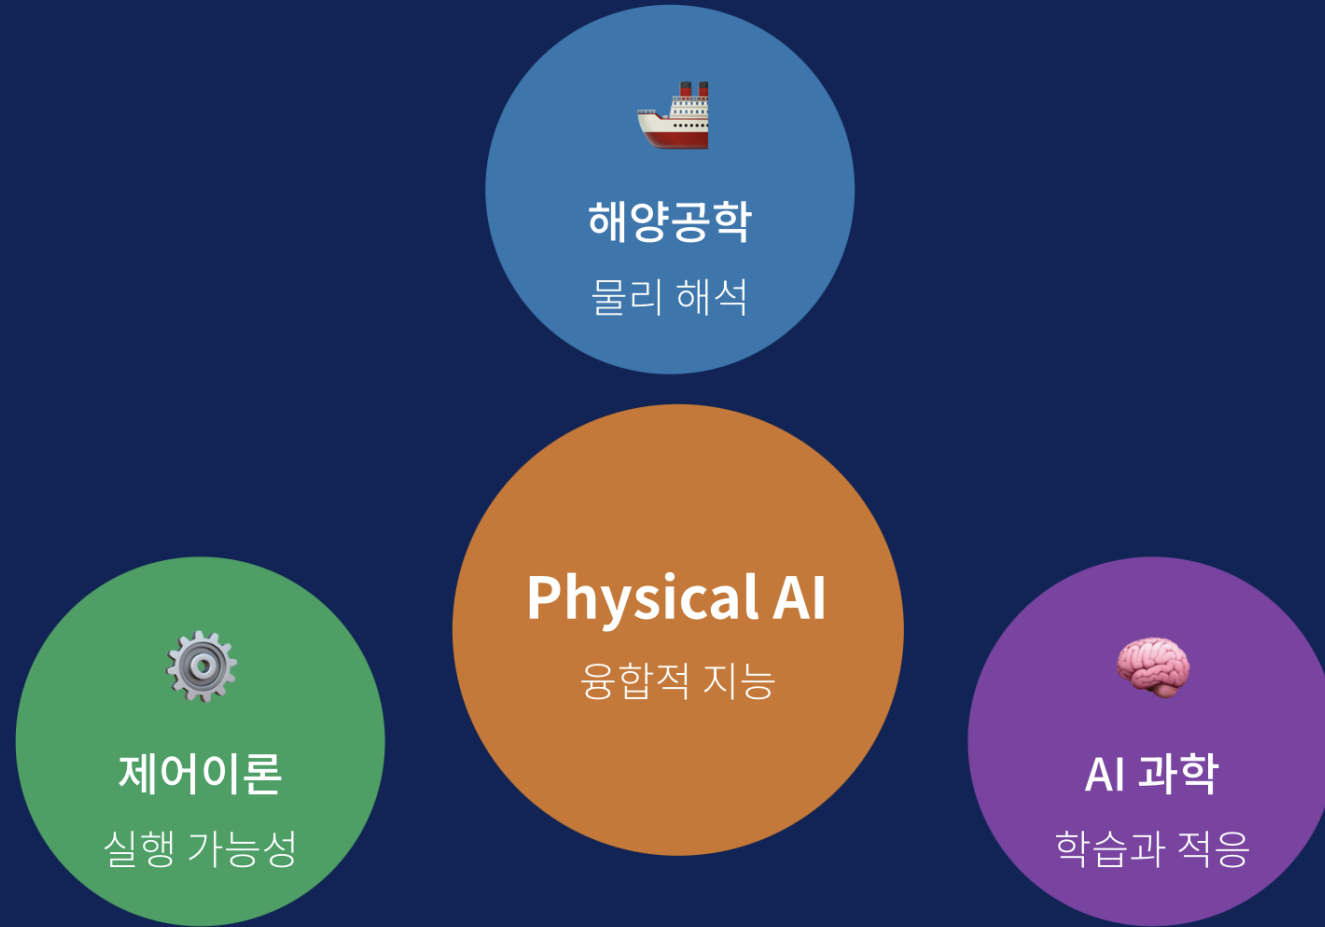 해양공학
물리 해석
Physical AI
융합적 지능
제어이론
실행 가능성
AI 과학
학습과 적응